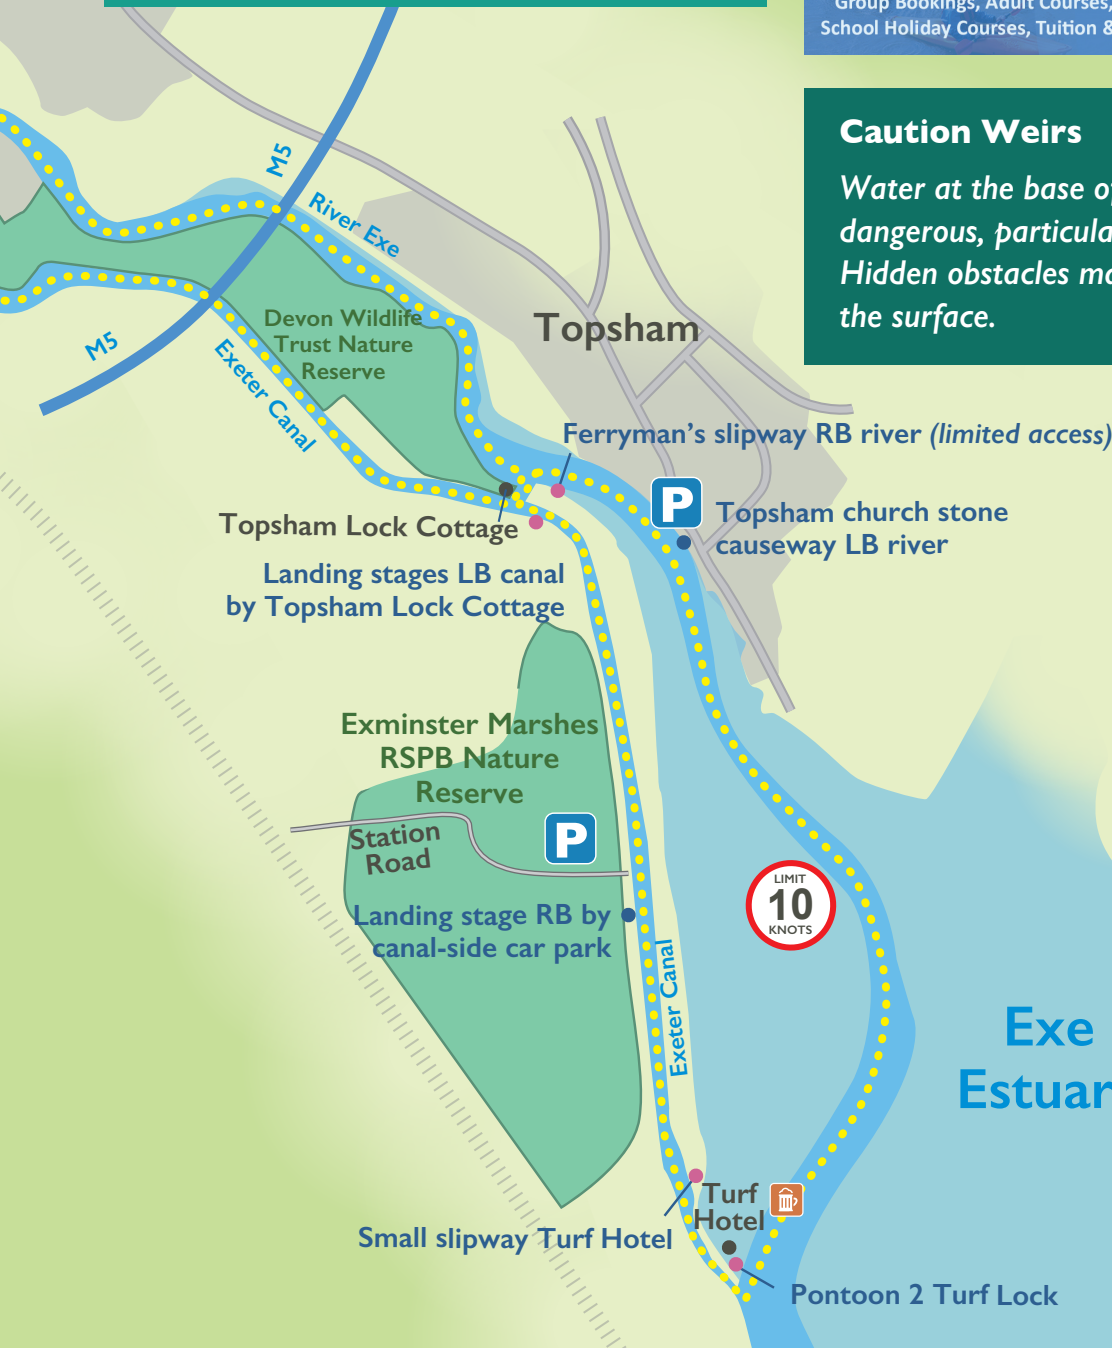 Group Bookings, Adult Courses,
School Holiday Courses, Tuition &
Caution Weirs
Water at the base of
dangerous, particula
Hidden obstacles ma
the surface.
M5
River Exe
Devon Wildlife
Trust Nature
Reserve
Topsham
M5
Exeter Canal
Ferryman's slipway RB river (limited access)
P
Topsham church stone
causeway LB river
Topsham Lock Cottage
Landing stages LB canal
by Topsham Lock Cottage
Exminster Marshes
RSPB Nature
Reserve
P
Station
Road
LIMIT
10
KNOTS
Landing stage RB by
canal-side car park
Exeter Canal
Exe
Estuar
Turf
Hotel
Small slipway Turf Hotel
Pontoon 2 Turf Lock